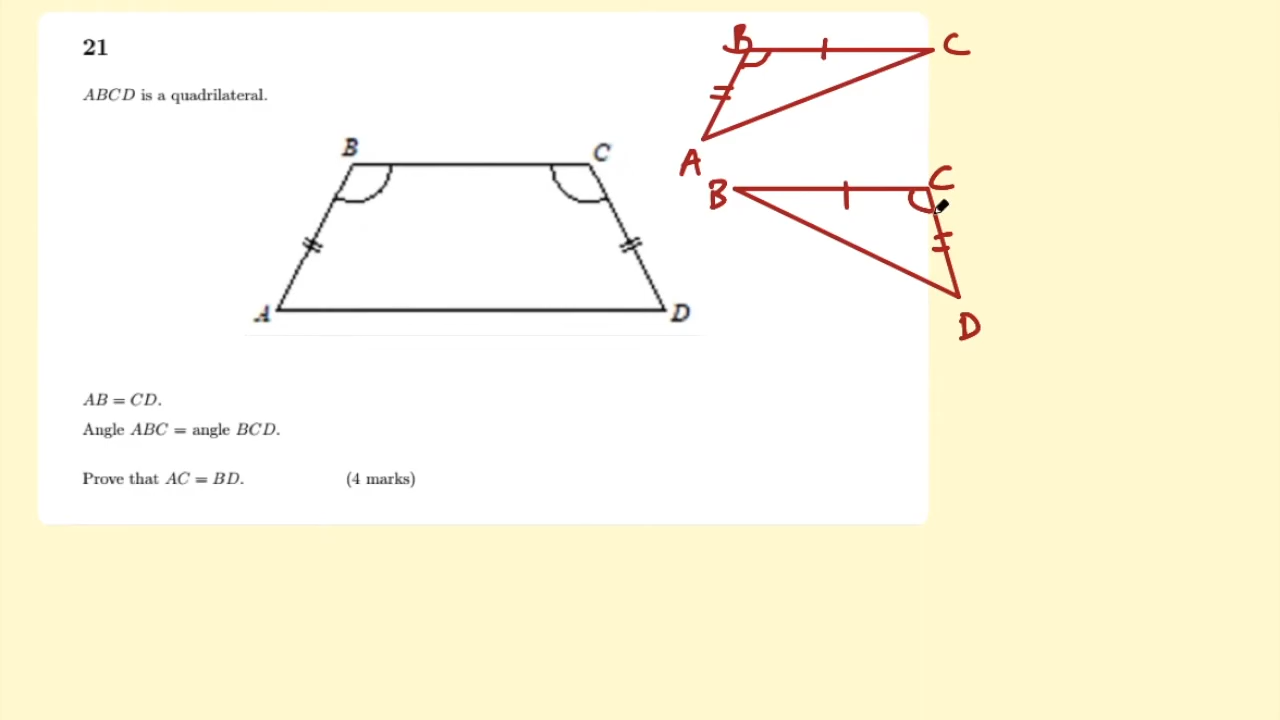 21
ABCD is a quadrilateral.
B
C
A
D
AB = CD.
Angle ABC = angle BCD.
Prove that AC = BD. (4 marks)
B
C
A
B
C
D